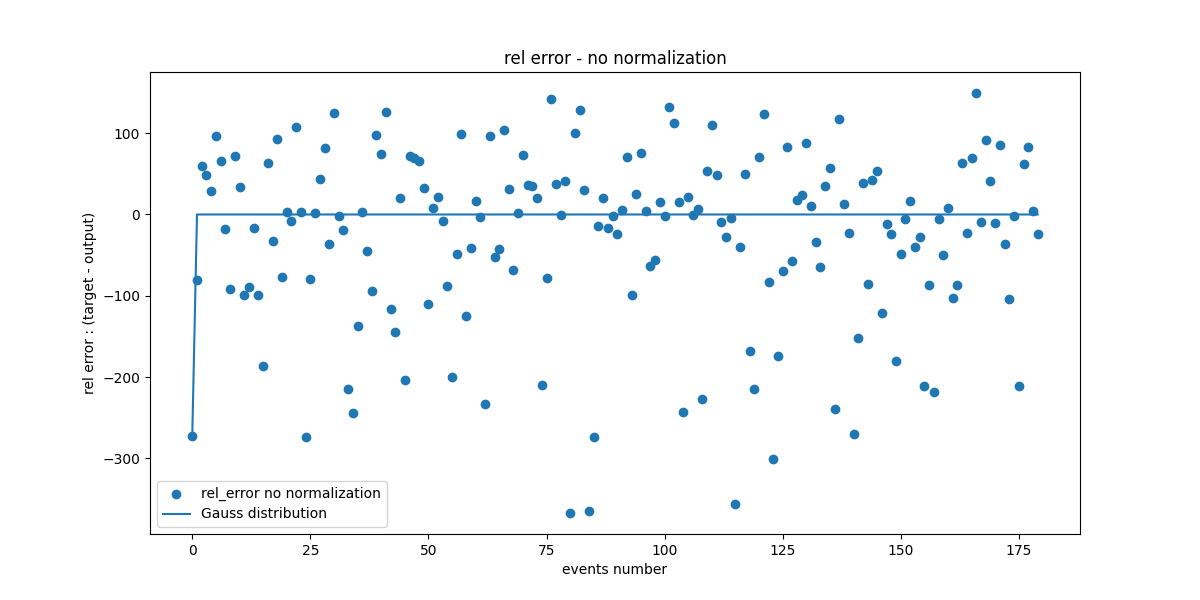 rel error - no normalization
rel error : (target - output)
100
0
−100
−200
−300
rel_error no normalization
Gauss distribution
0 25 50 75 100 125 150 175
events number